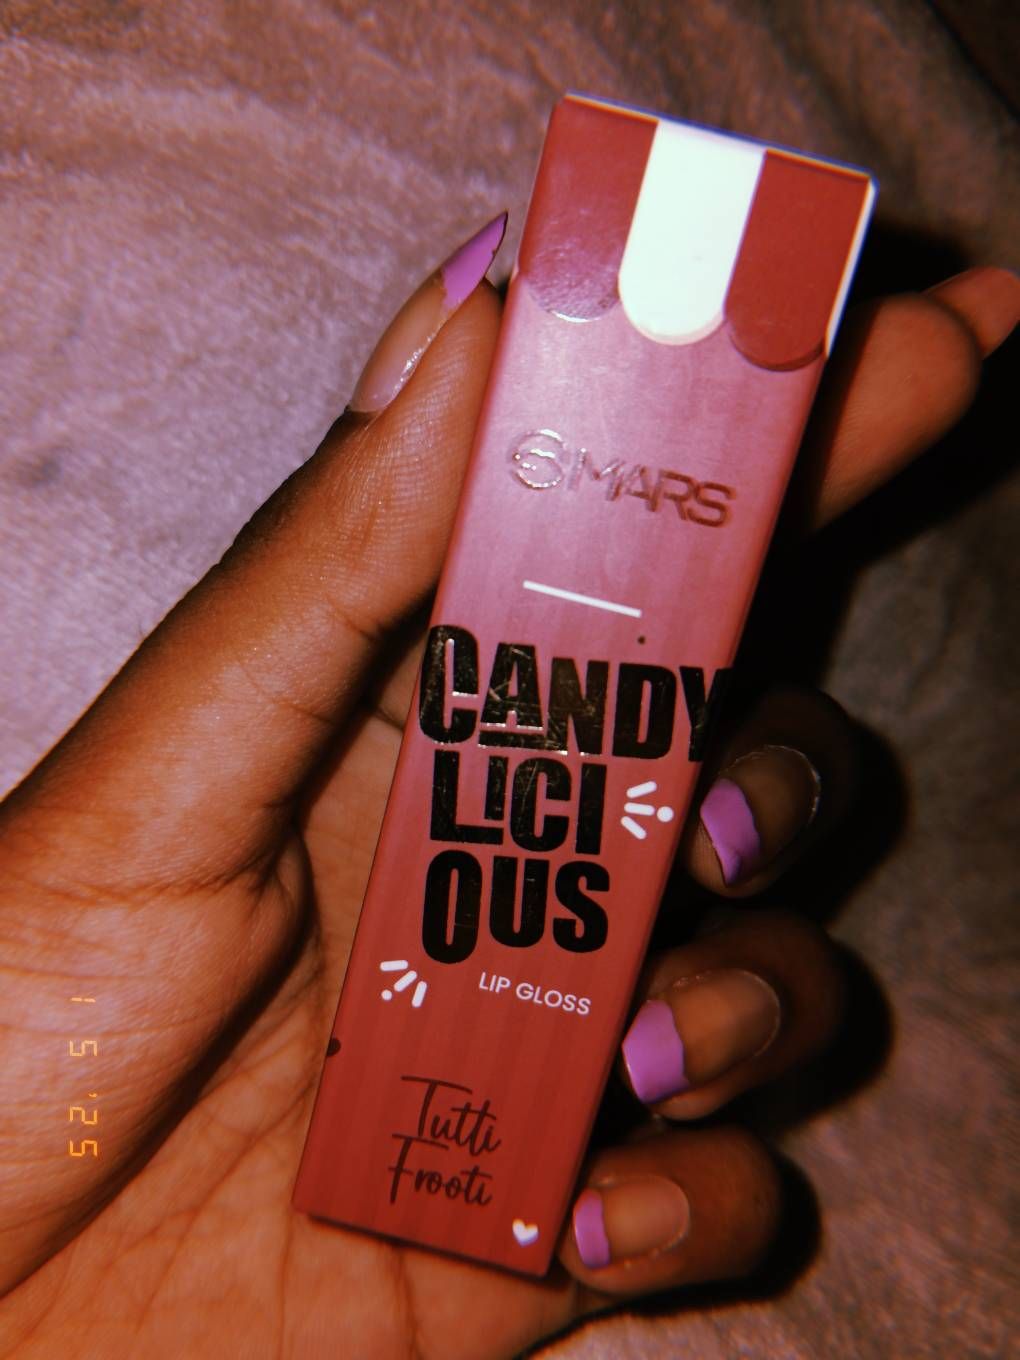 MARS
CANDY
LICI
OUS
LIP GLOSS
Tutti
Frooti
1 5 '25